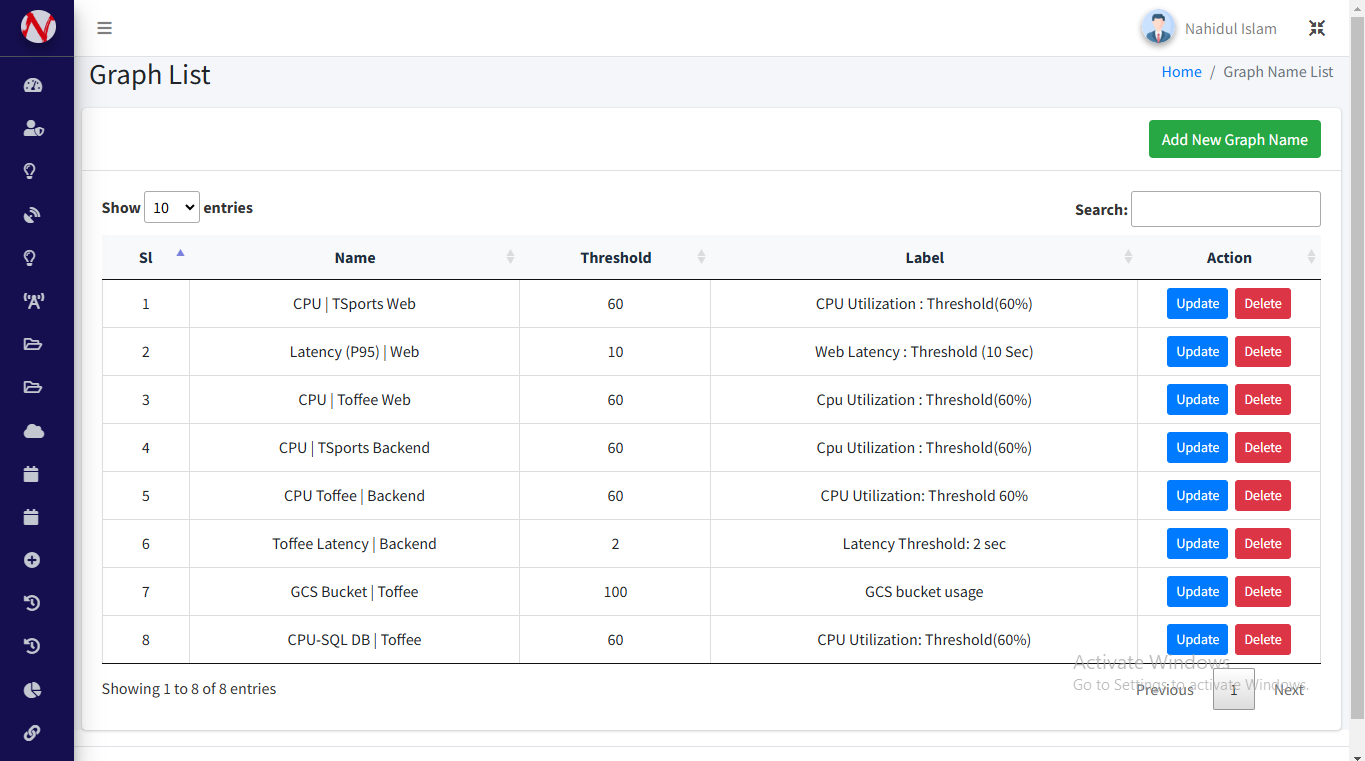 Nahidul Islam
Graph List
Home / Graph Name List
Add New Graph Name
Show 10 entries
Search:
Sl Name Threshold Label Action
1 CPU | TSports Web 60 CPU Utilization : Threshold(60%) Update Delete
2 Latency (P95) | Web 10 Web Latency : Threshold (10 Sec) Update Delete
3 CPU | Toffee Web 60 Cpu Utilization : Threshold(60%) Update Delete
4 CPU | TSports Backend 60 Cpu Utilization : Threshold(60%) Update Delete
5 CPU Toffee | Backend 60 CPU Utilization: Threshold 60% Update Delete
6 Toffee Latency | Backend 2 Latency Threshold: 2 sec Update Delete
7 GCS Bucket | Toffee 100 GCS bucket usage Update Delete
8 CPU-SQL DB | Toffee 60 CPU Utilization: Threshold(60%) Update Delete
Activate Windows
Go to Settings to activate Windows.
Showing 1 to 8 of 8 entries
Previous 1 Next